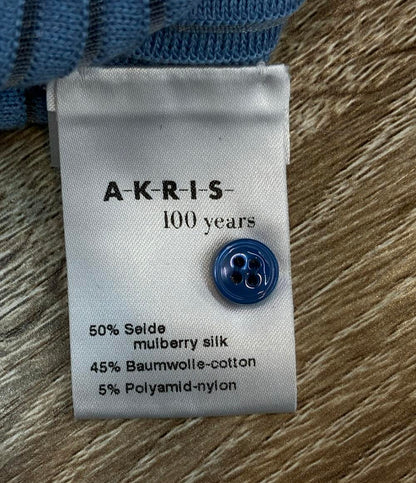 A-K-R-I-S-
100 years
50% Seide
mulberry silk
45% Baumwolle-cotton
5% Polyamid-nylon